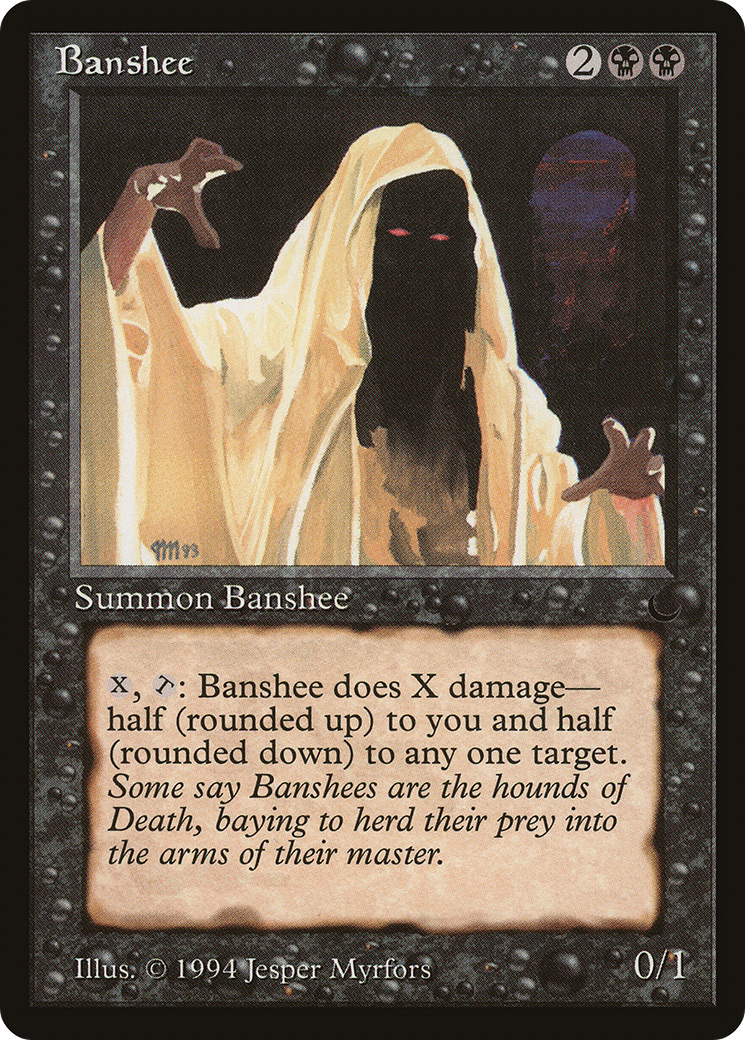 Banshee 2
Summon Banshee
X, T: Banshee does X damage—
half (rounded up) to you and half
(rounded down) to any one target.
Some say Banshees are the hounds of
Death, baying to herd their prey into
the arms of their master.
Illus. © 1994 Jesper Myrfors 0/1